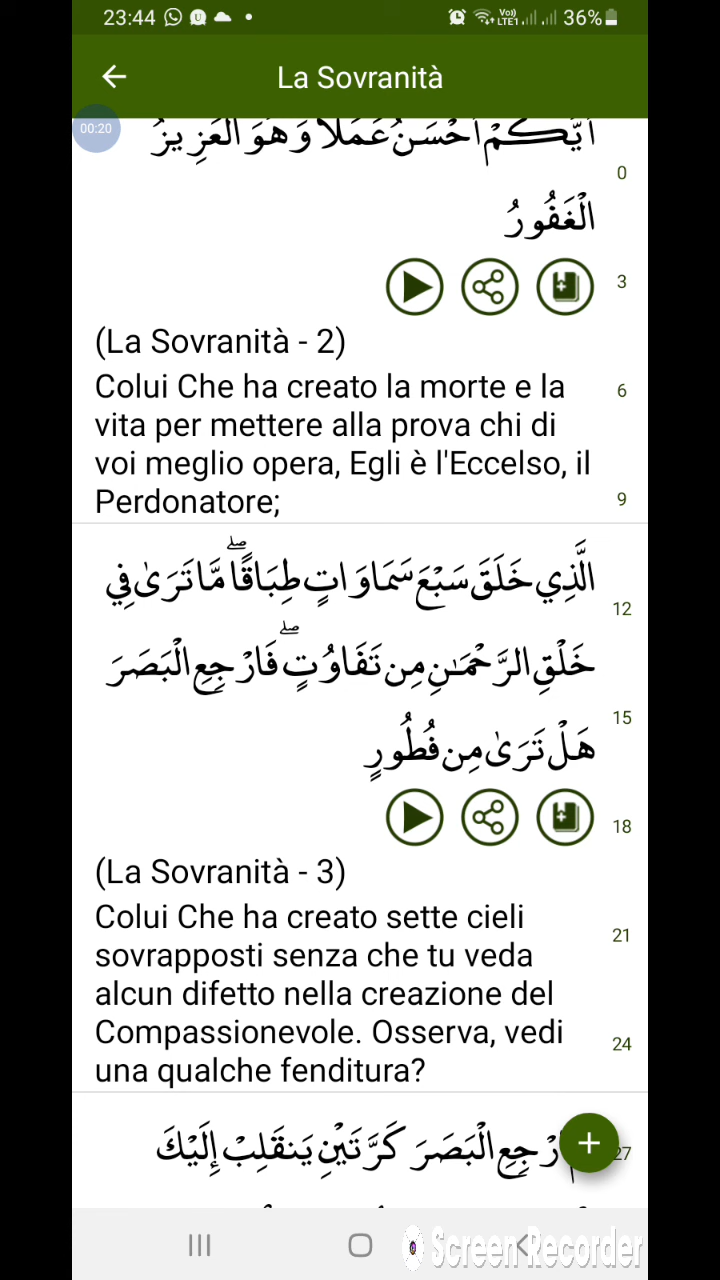 23:44
Vo))
LTE1
36%
La Sovranità
00:20
أَيُّكُمْ أَحْسَنُ عَمَلًا وَهُوَ الْعَزِيزُ
0
الْغَفُورُ
3
(La Sovranità - 2)
Colui Che ha creato la morte e la
6
vita per mettere alla prova chi di
voi meglio opera, Egli è l'Eccelso, il
Perdonatore;
9
الَّذِي خَلَقَ سَبْعَ سَمَاوَاتٍ طِبَاقًا ۖ مَّا تَرَىٰ فِي
12
خَلْقِ الرَّحْمَٰنِ مِن تَفَاوُتٍ ۖ فَارْجِعِ الْبَصَرَ
15
هَلْ تَرَىٰ مِن فُطُورٍ
18
(La Sovranità - 3)
Colui Che ha creato sette cieli
21
sovrapposti senza che tu veda
alcun difetto nella creazione del
Compassionevole. Osserva, vedi
24
una qualche fenditura?
ارْجِعِ الْبَصَرَ كَرَّتَيْنِ يَنقَلِبْ إِلَيْكَ
27
Screen Recorder